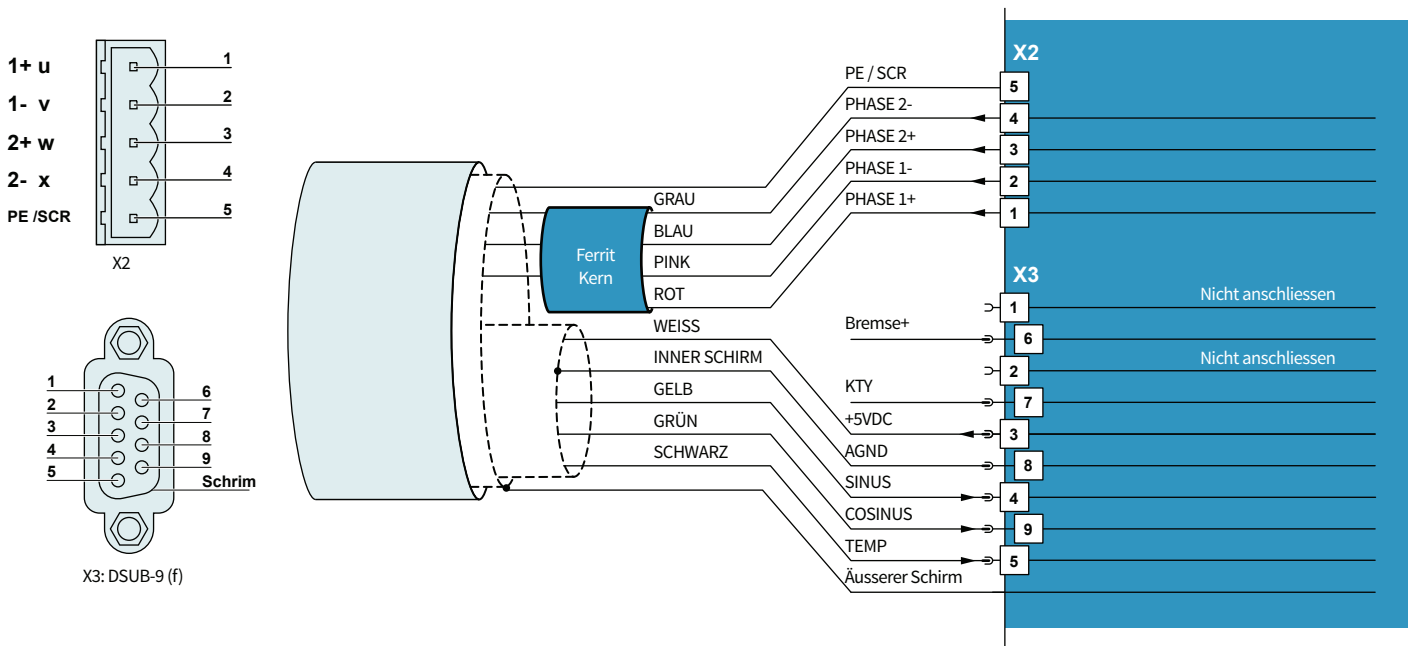 1+ u
1
1- v
2
2+ w
3
2- x
4
PE /SCR
5
X2
1
2
3
4
5
6
7
8
9
Schrim
X3: DSUB-9 (f)
Ferrit
Kern
GRAU
BLAU
PINK
ROT
WEISS
INNER SCHIRM
GELB
GRÜN
SCHWARZ
PE / SCR
PHASE 2-
PHASE 2+
PHASE 1-
PHASE 1+
Bremse+
KTY
+5VDC
AGND
SINUS
COSINUS
TEMP
Äusserer Schirm
X2
5
4
3
2
1
X3
1
Nicht anschliessen
6
2
Nicht anschliessen
7
3
8
4
9
5